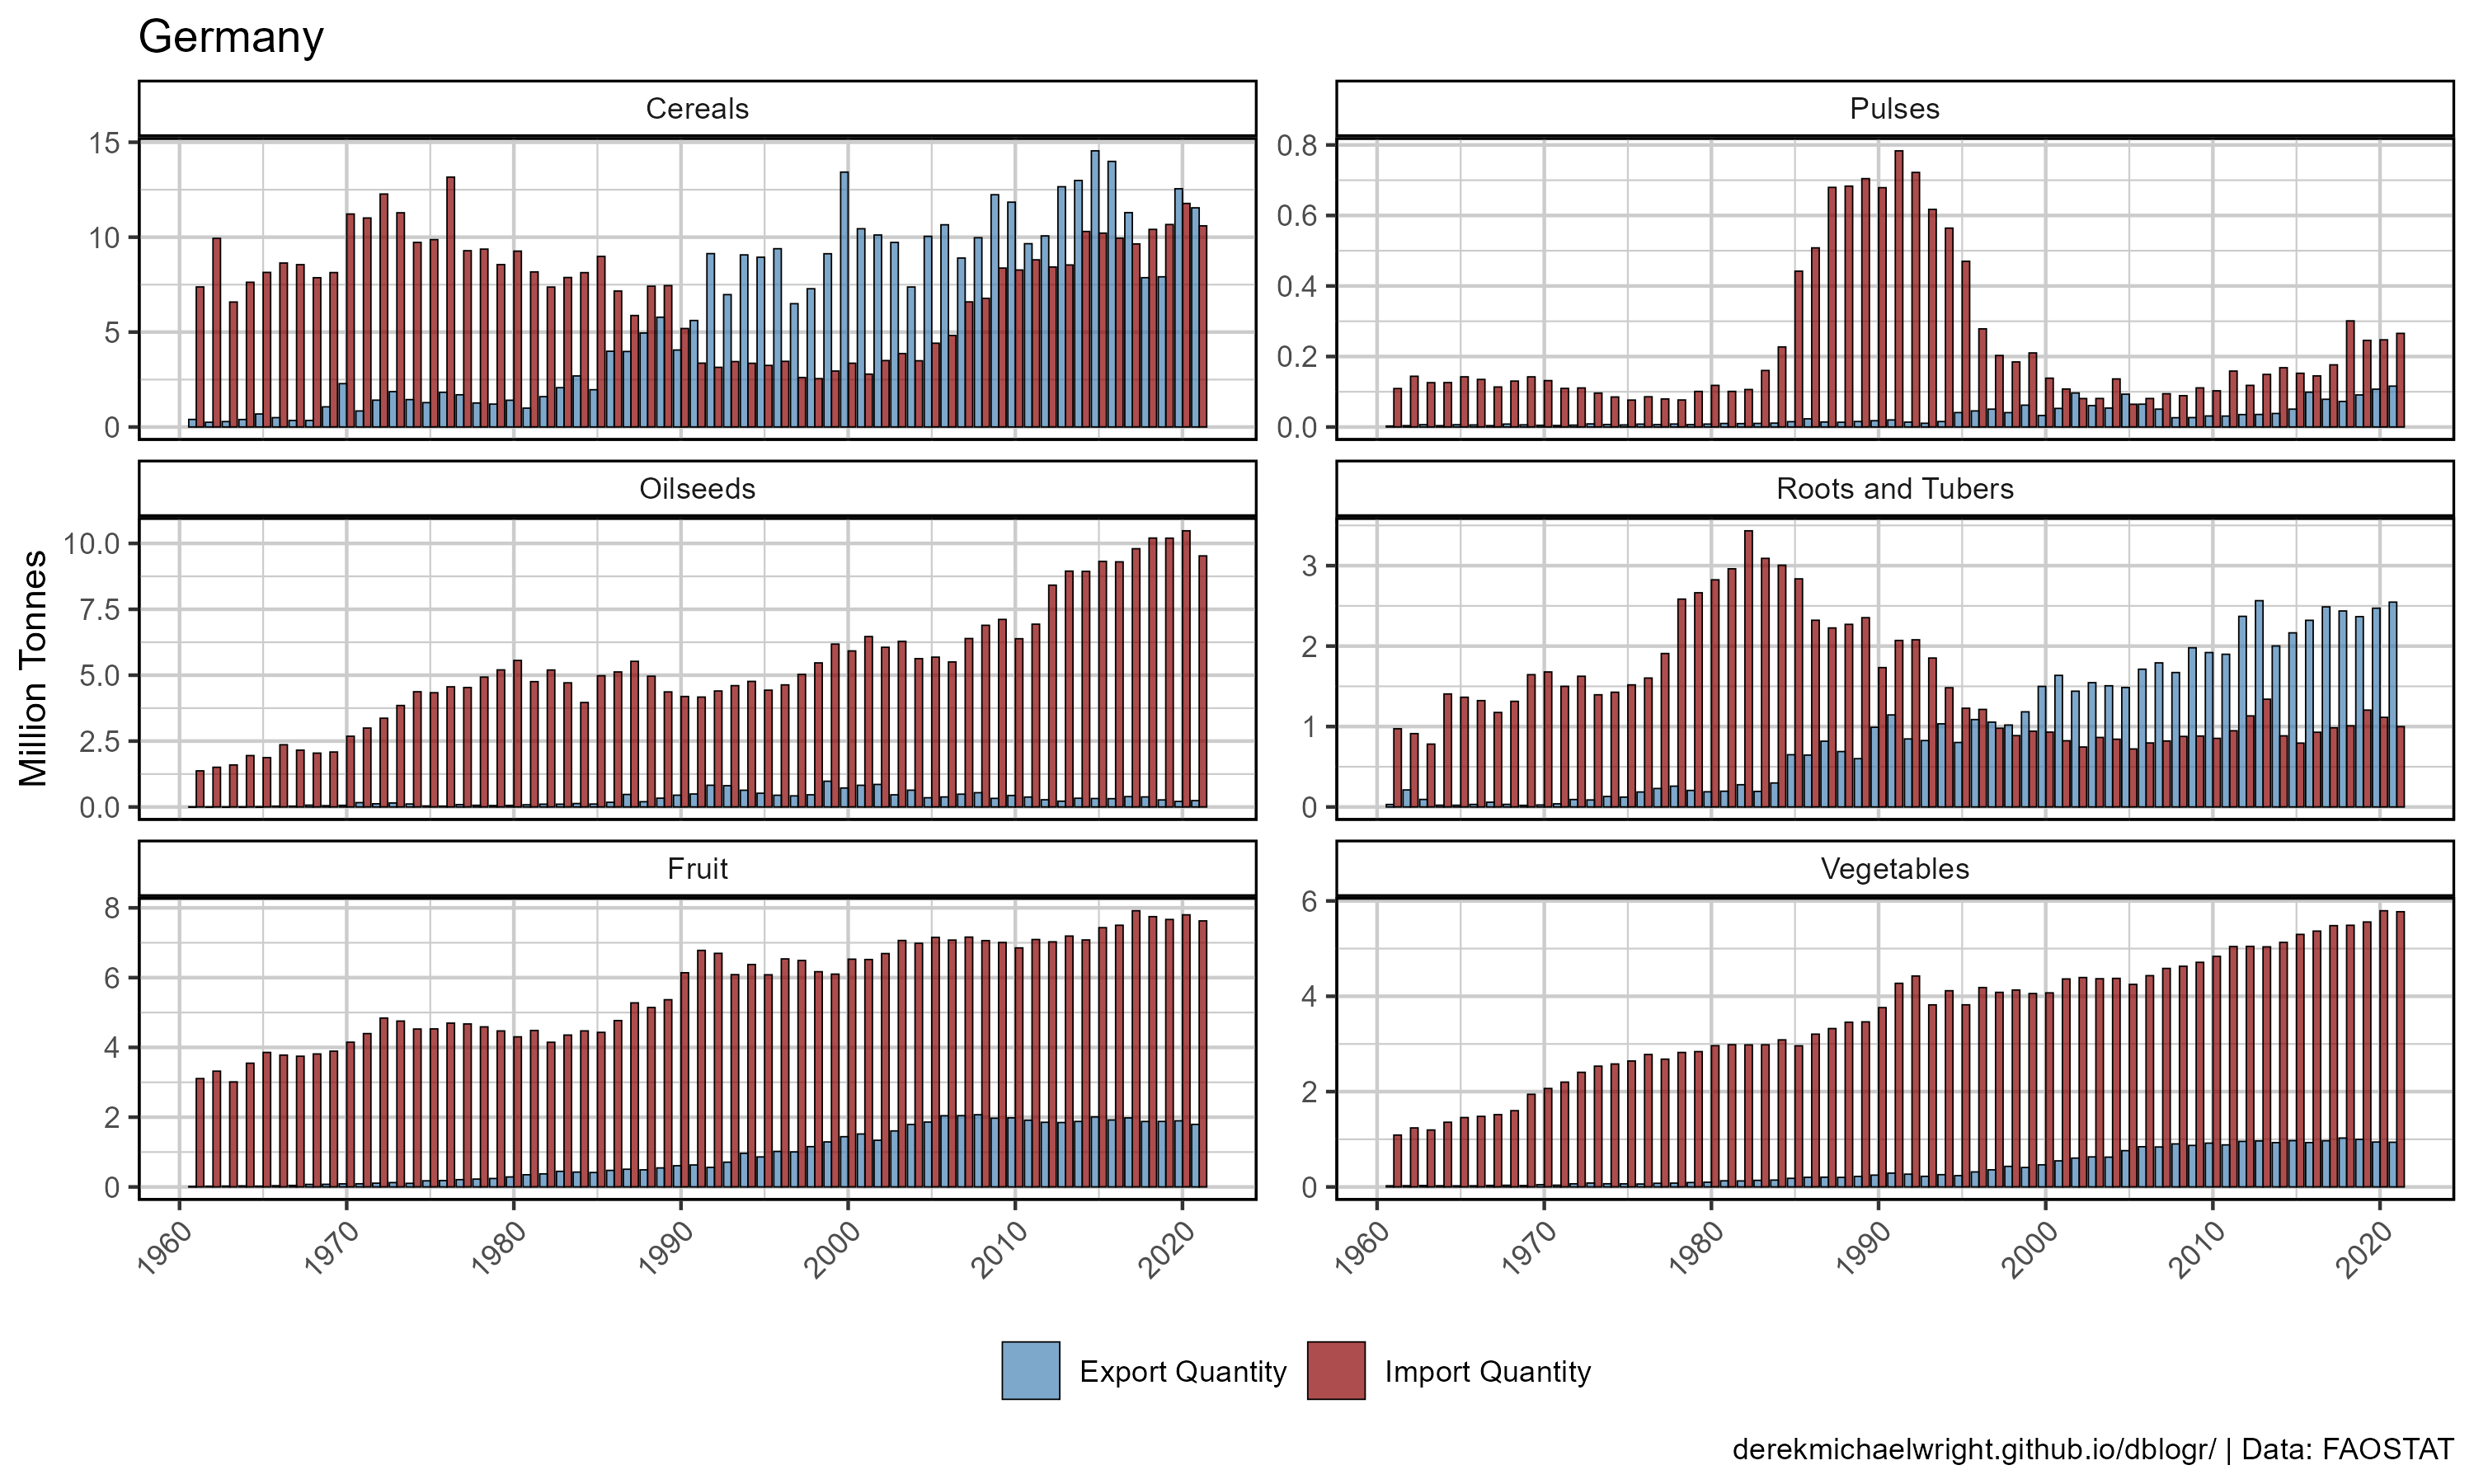 Germany
Cereals
Pulses
15
10
5
0
0.8
0.6
0.4
0.2
0.0
Oilseeds
Roots and Tubers
Million Tonnes
10.0
7.5
5.0
2.5
0.0
3
2
1
0
Fruit
Vegetables
8
6
4
2
0
6
4
2
0
1960 1970 1980 1990 2000 2010 2020
1960 1970 1980 1990 2000 2010 2020
Export Quantity Import Quantity
derekmichaelwright.github.io/dblogr/ | Data: FAOSTAT